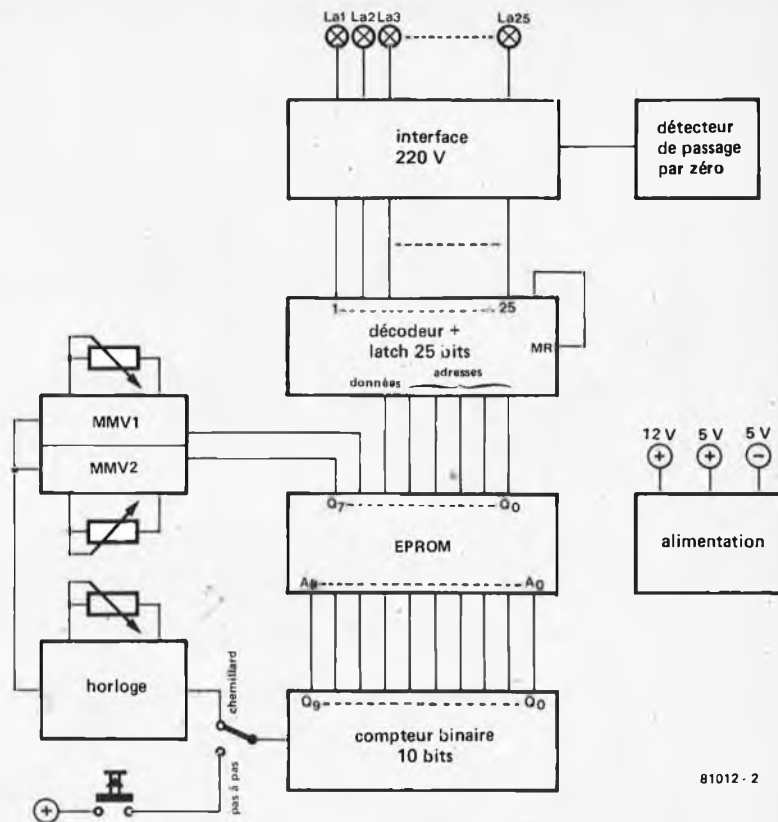 La1 La2 La3 La25
interface
220 V
détecteur
de passage
par zéro
1 25
décodeur +
latch 25 bits
MR
données adresses
MMV1
MMV2
12 V 5 V 5 V
+ + −
Q7 Q0
EPROM
A0
alimentation
horloge
chemillard
pas à pas
Q9 Q0
compteur binaire
10 bits
+
81012 - 2